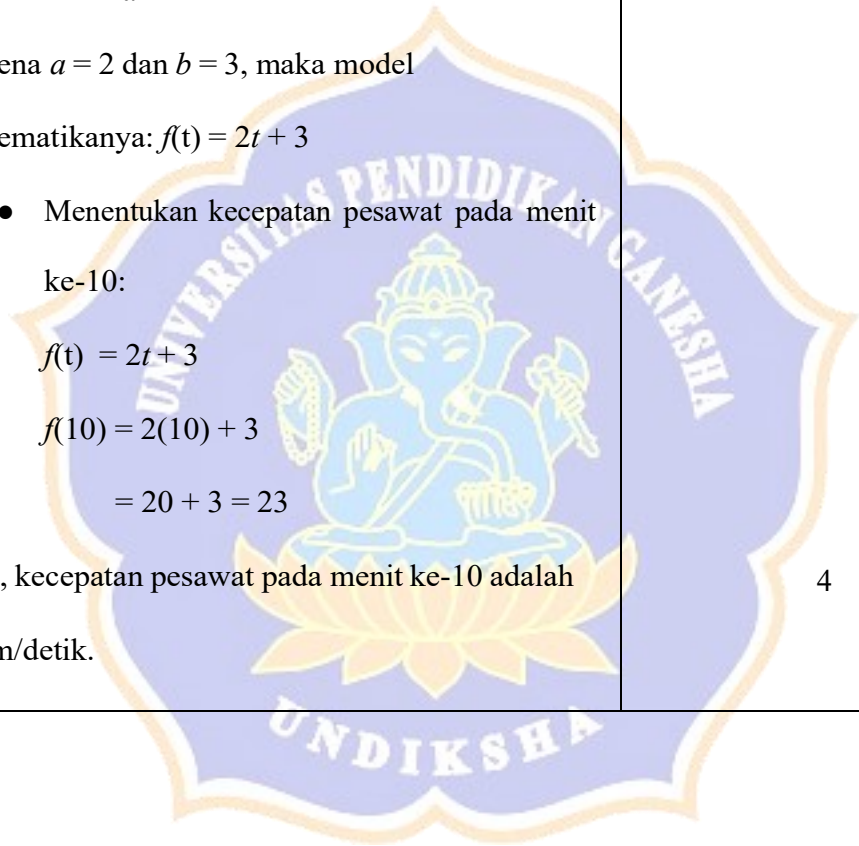 ena a = 2 dan b = 3, maka model
ematikanya: f(t) = 2t + 3
● Menentukan kecepatan pesawat pada menit
ke-10:
f(t) = 2t + 3
f(10) = 2(10) + 3
= 20 + 3 = 23
, kecepatan pesawat pada menit ke-10 adalah
4
m/detik.
UNIVERSITAS PENDIDIKAN GANESHA
UNDIKSHA